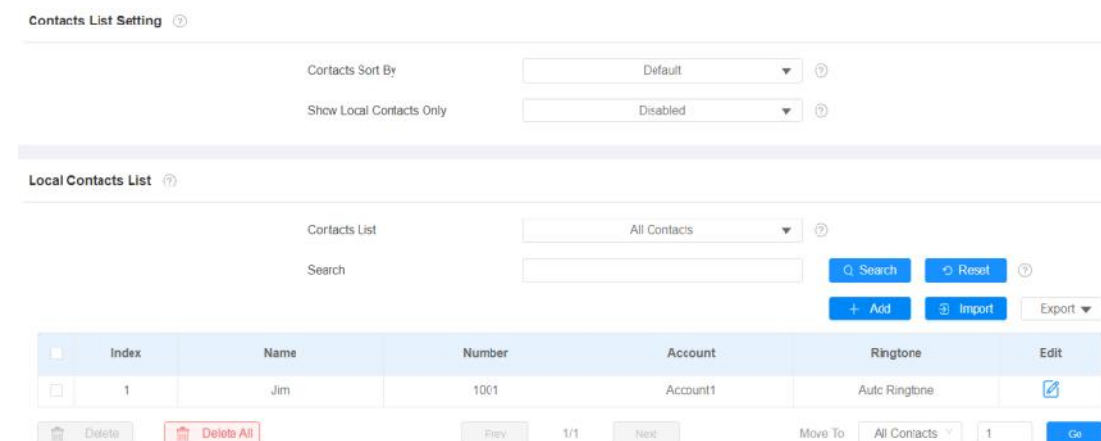 Contacts List Setting ?
Contacts Sort By Default ?
Show Local Contacts Only Disabled ?
Local Contacts List ?
Contacts List All Contacts ?
Search Search Reset ?
+ Add Import Export
Index Name Number Account Ringtone Edit
1 Jim 1001 Account1 Auto Ringtone
Delete Delete All Prev 1/1 Next Move To All Contacts 1 Go